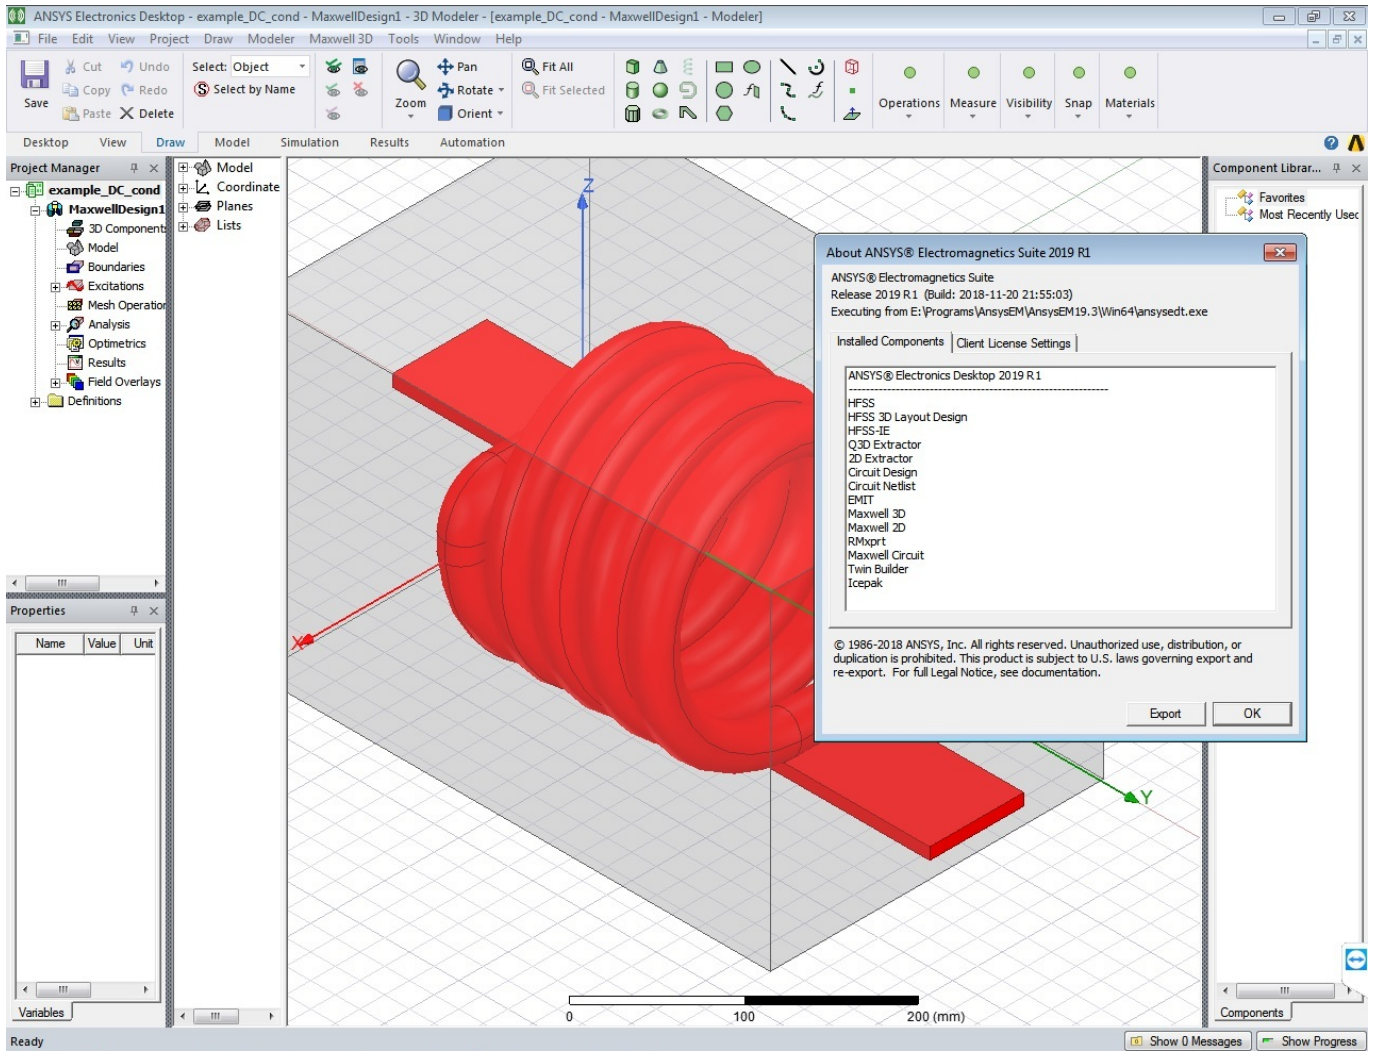 ANSYS Electronics Desktop - example_DC_cond - MaxwellDesign1 - 3D Modeler - [example_DC_cond - MaxwellDesign1 - Modeler]
File Edit View Project Draw Modeler Maxwell 3D Tools Window Help
Save
Cut Undo
Copy Redo
Paste Delete
Select: Object
Select by Name
Zoom
Pan
Rotate
Orient
Fit All
Fit Selected
Operations Measure Visibility Snap Materials
Desktop View Draw Model Simulation Results Automation
Project Manager
example_DC_cond
MaxwellDesign1
3D Component
Model
Boundaries
Excitations
Mesh Operation
Analysis
Optimetrics
Results
Field Overlays
Definitions
Properties
Name Value Unit
Variables
Model
Coordinate
Planes
Lists
Z
X
Y
0 100 200 (mm)
Component Librar...
Favorites
Most Recently Used
Components
About ANSYS® Electromagnetics Suite 2019 R1
ANSYS® Electromagnetics Suite
Release 2019 R1 (Build: 2018-11-20 21:55:03)
Executing from E:\Programs\AnsysEM\AnsysEM19.3\Win64\ansysedt.exe
Installed Components Client License Settings
ANSYS® Electronics Desktop 2019 R1
HFSS
HFSS 3D Layout Design
HFSS-IE
Q3D Extractor
2D Extractor
Circuit Design
Circuit Netlist
EMIT
Maxwell 3D
Maxwell 2D
RMxprt
Maxwell Circuit
Twin Builder
Icepak
© 1986-2018 ANSYS, Inc. All rights reserved. Unauthorized use, distribution, or
duplication is prohibited. This product is subject to U.S. laws governing export and
re-export. For full Legal Notice, see documentation.
Export OK
Ready
Show 0 Messages Show Progress